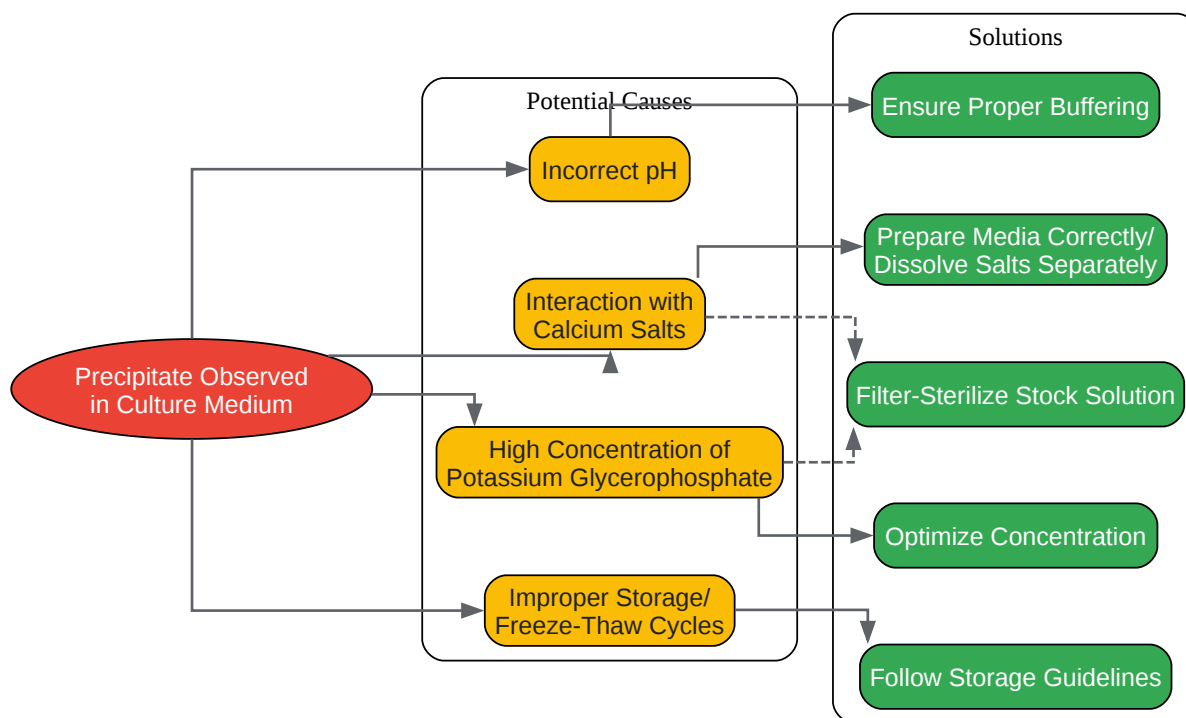 Solutions
Potential Causes
Ensure Proper Buffering
Incorrect pH
Prepare Media Correctly/
Dissolve Salts Separately
Interaction with
Calcium Salts
Precipitate Observed
in Culture Medium
Filter-Sterilize Stock Solution
High Concentration of
Potassium Glycerophosphate
Optimize Concentration
Improper Storage/
Freeze-Thaw Cycles
Follow Storage Guidelines